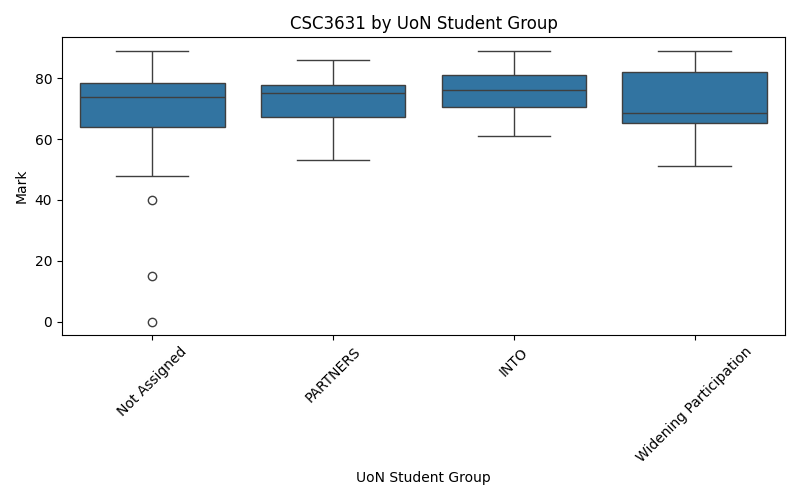 CSC3631 by UoN Student Group
Mark
80
60
40
20
0
Not Assigned
PARTNERS
INTO
Widening Participation
UoN Student Group